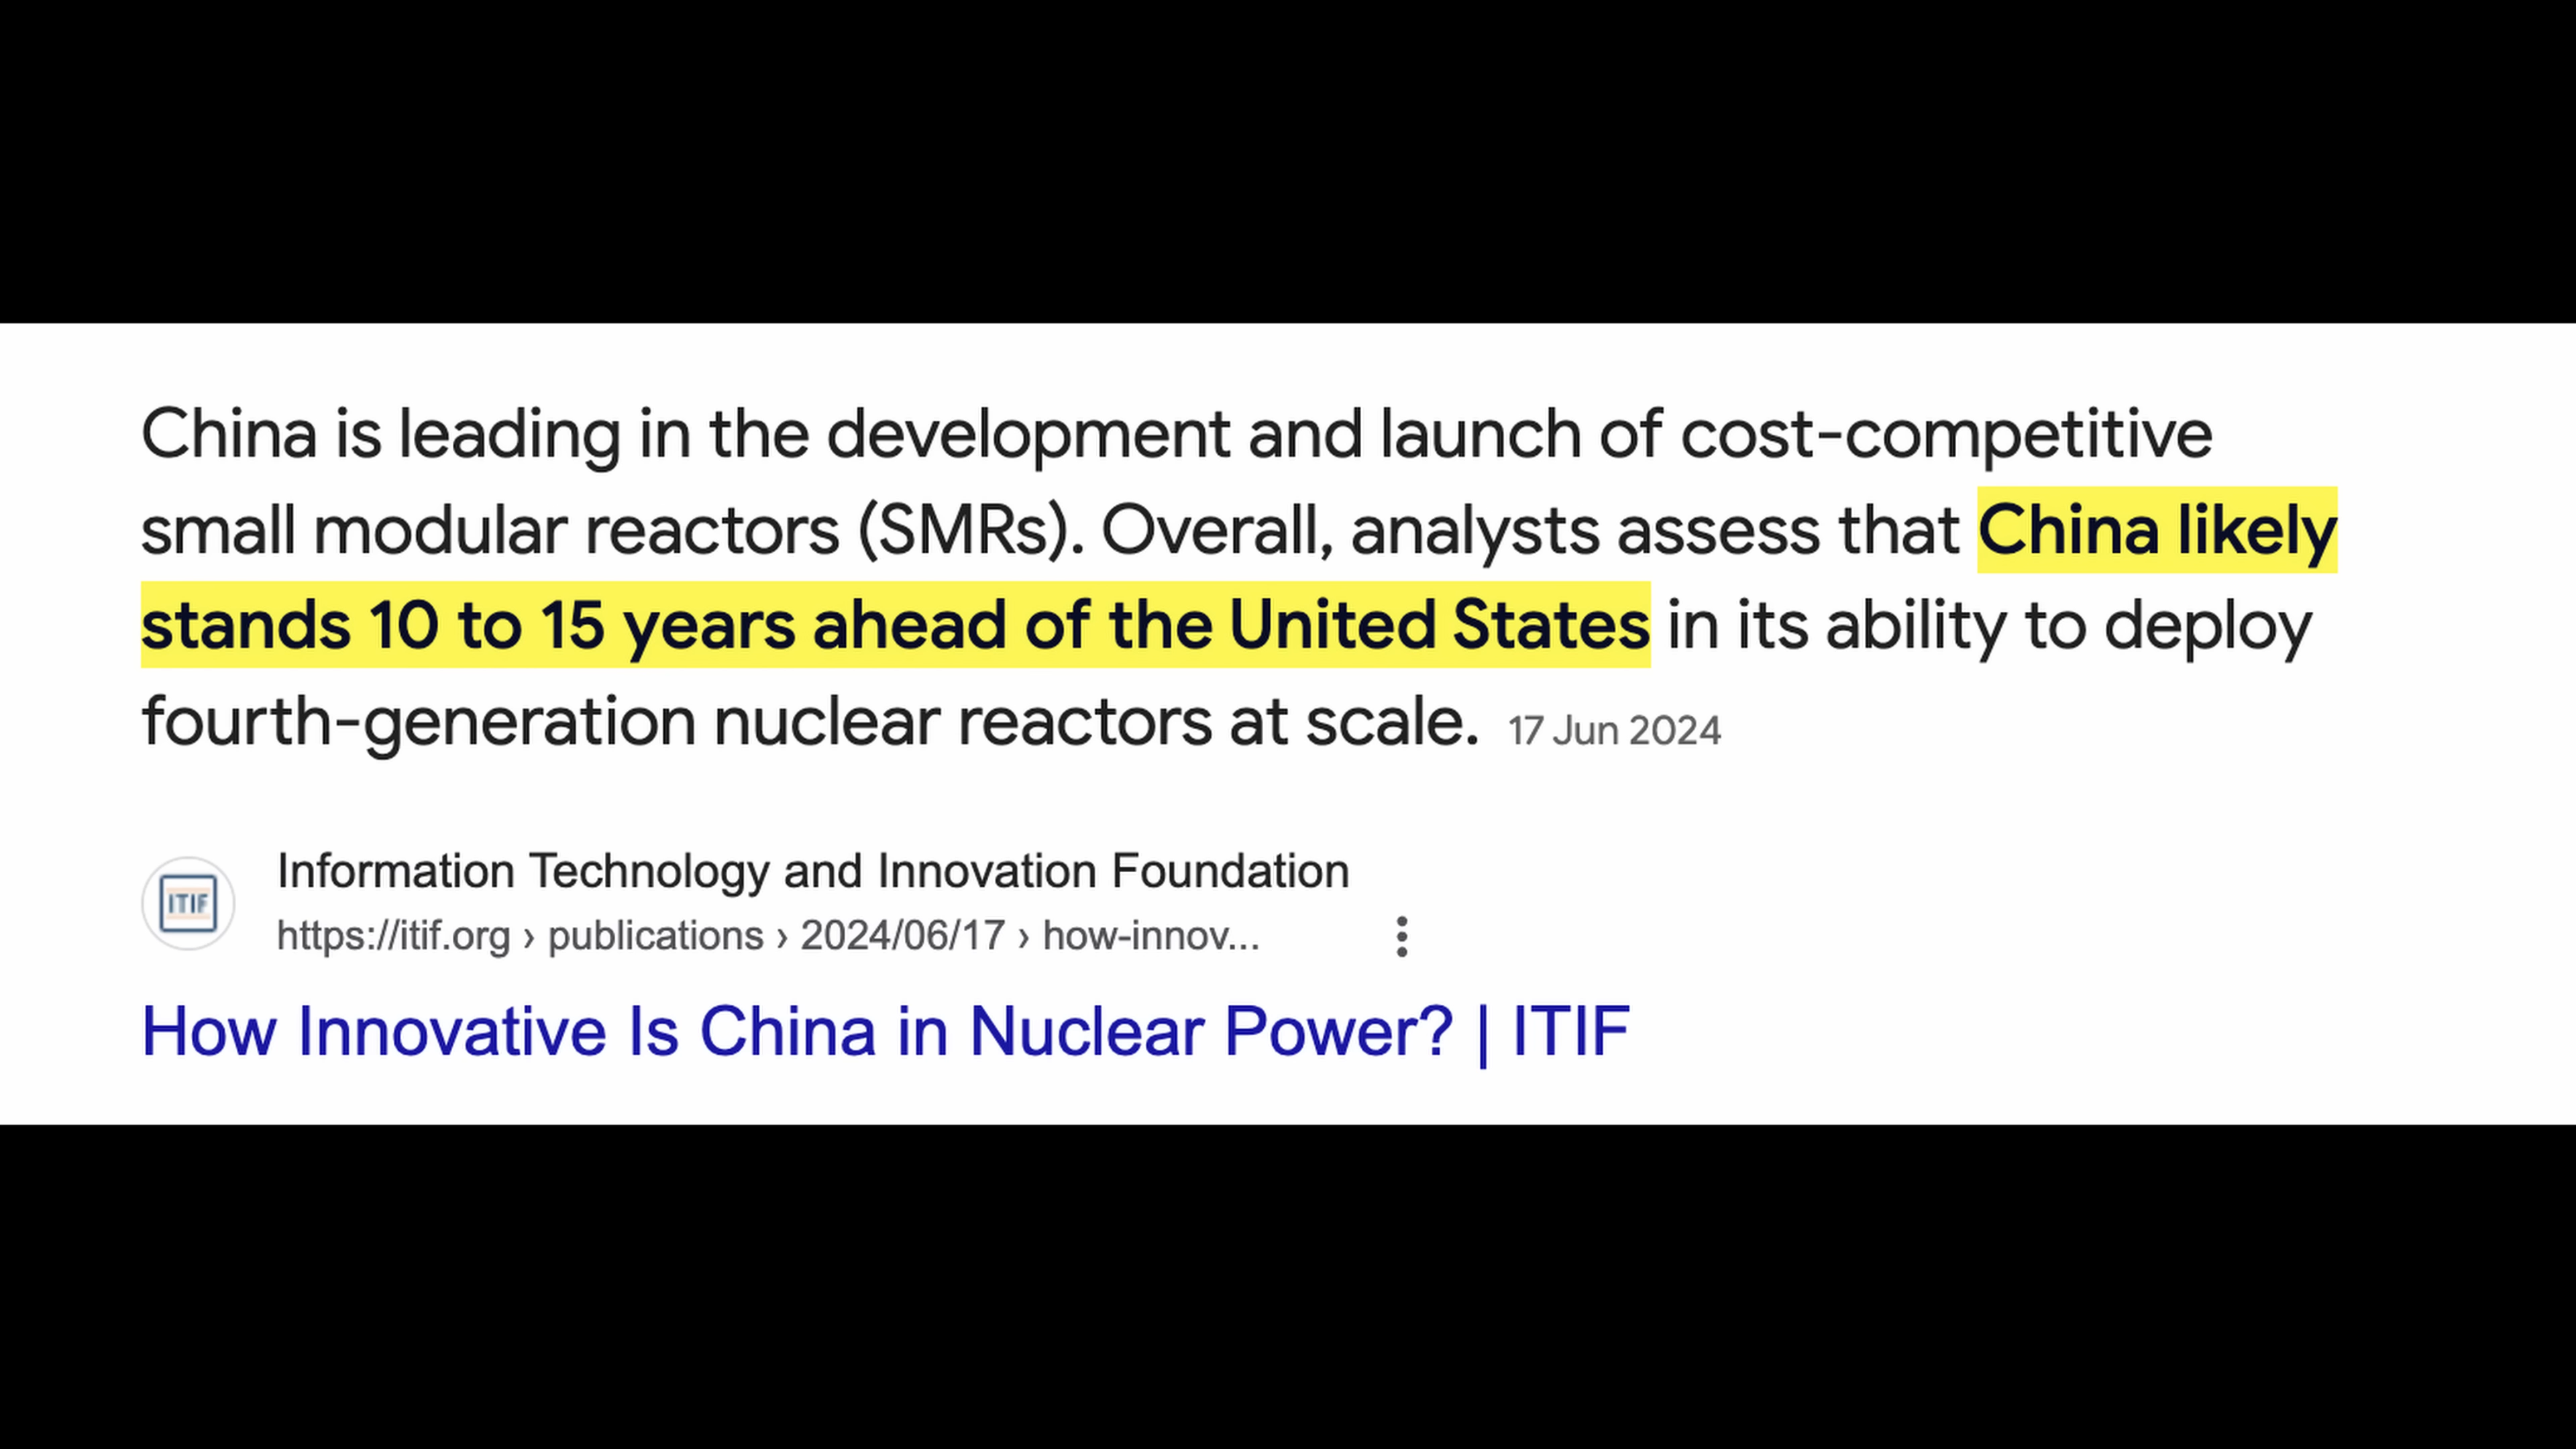 China is leading in the development and launch of cost-competitive
small modular reactors (SMRs). Overall, analysts assess that China likely
stands 10 to 15 years ahead of the United States in its ability to deploy
fourth-generation nuclear reactors at scale. 17 Jun 2024
ITIF
Information Technology and Innovation Foundation
https://itif.org › publications › 2024/06/17 › how-innov...
How Innovative Is China in Nuclear Power? | ITIF